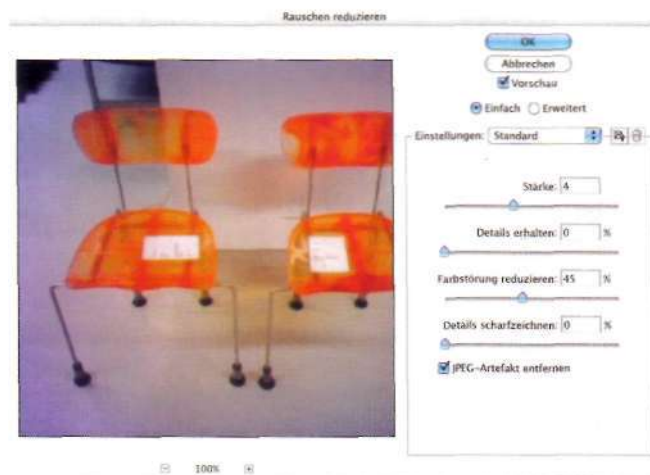 Rauschen reduzieren
OK
Abbrechen
Vorschau
Einfach Erweitert
Einstellungen: Standard
Stärke: 4
Details erhalten: 0 %
Farbstörung reduzieren: 45 %
Details scharfzeichnen: 0 %
JPEG-Artefakt entfernen
100%